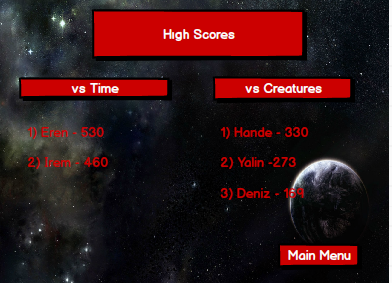 High Scores
vs Time
1) Eren - 530
2) Irem - 460
vs Creatures
1) Hande - 330
2) Yalin -273
3) Deniz - 169
Main Menu